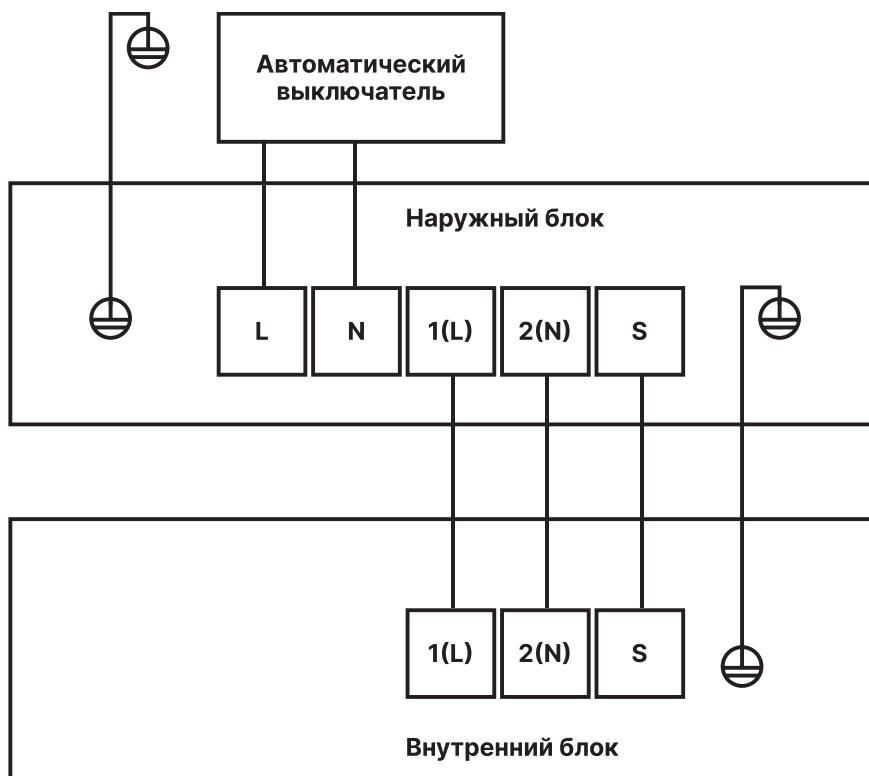 Автоматический
выключатель
Наружный блок
L N 1(L) 2(N) S
1(L) 2(N) S
Внутренний блок